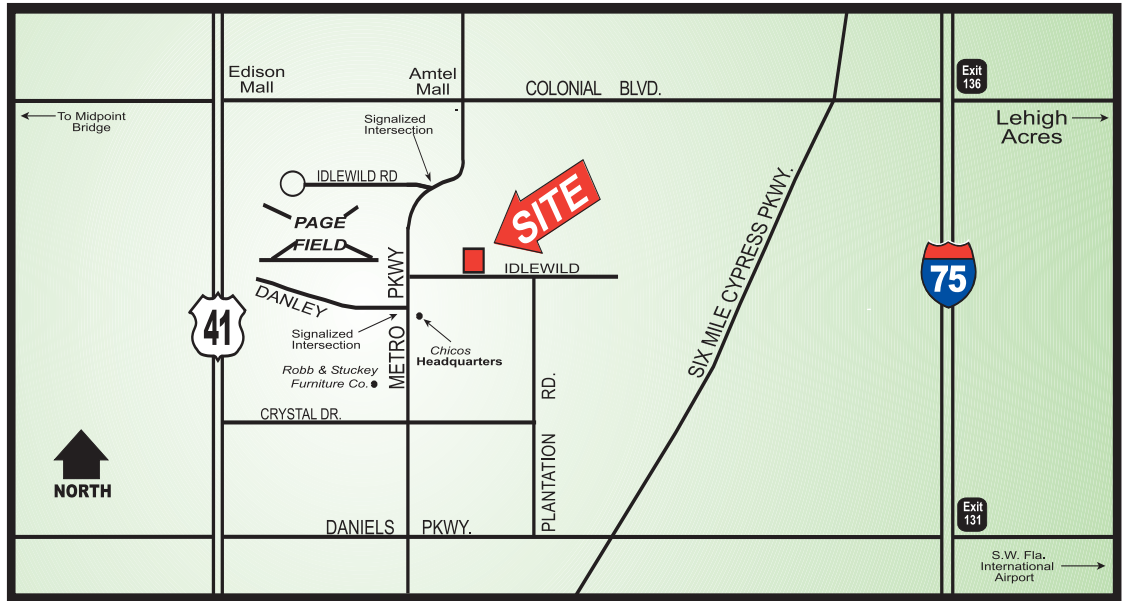 Edison
Mall
Amtel
Mall
COLONIAL BLVD.
Exit
136
To Midpoint
Bridge
Signalized
Intersection
Lehigh
Acres
IDLEWILD RD
SITE
PAGE
FIELD
IDLEWILD
SIX MILE CYPRESS PKWY.
75
DANLEY
METRO PKWY
41
Signalized
Intersection
Chicos
Headquarters
Robb & Stuckey
Furniture Co.
CRYSTAL DR.
PLANTATION RD.
NORTH
Exit
131
DANIELS PKWY.
S.W. Fla.
International
Airport